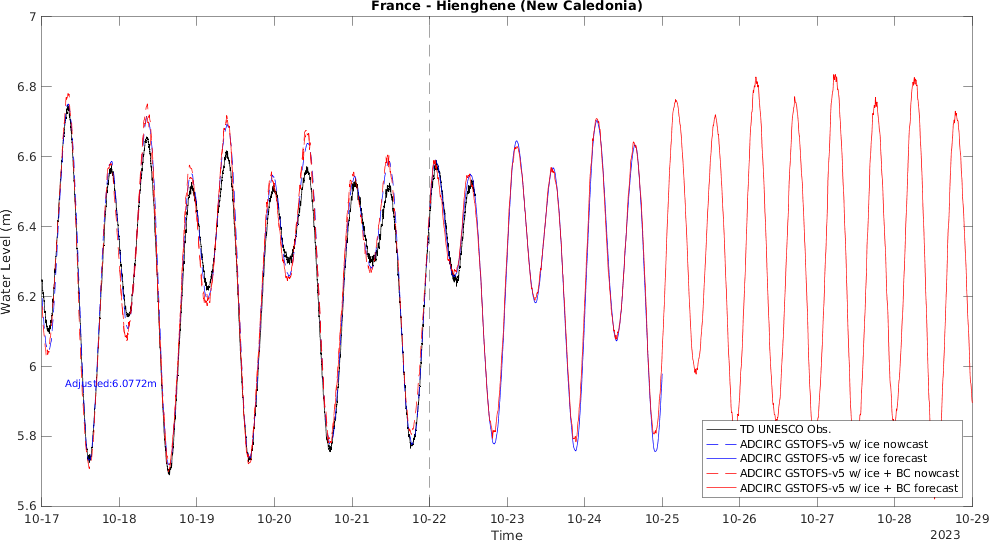 France - Hienghene (New Caledonia)
7
6.8
6.6
6.4
6.2
6
5.8
5.6
Water Level (m)
Adjusted:6.0772m
TD UNESCO Obs.
ADCIRC GSTOFS-v5 w/ ice nowcast
ADCIRC GSTOFS-v5 w/ ice forecast
ADCIRC GSTOFS-v5 w/ ice + BC nowcast
ADCIRC GSTOFS-v5 w/ ice + BC forecast
10-17 10-18 10-19 10-20 10-21 10-22 10-23 10-24 10-25 10-26 10-27 10-28 10-29
Time
2023